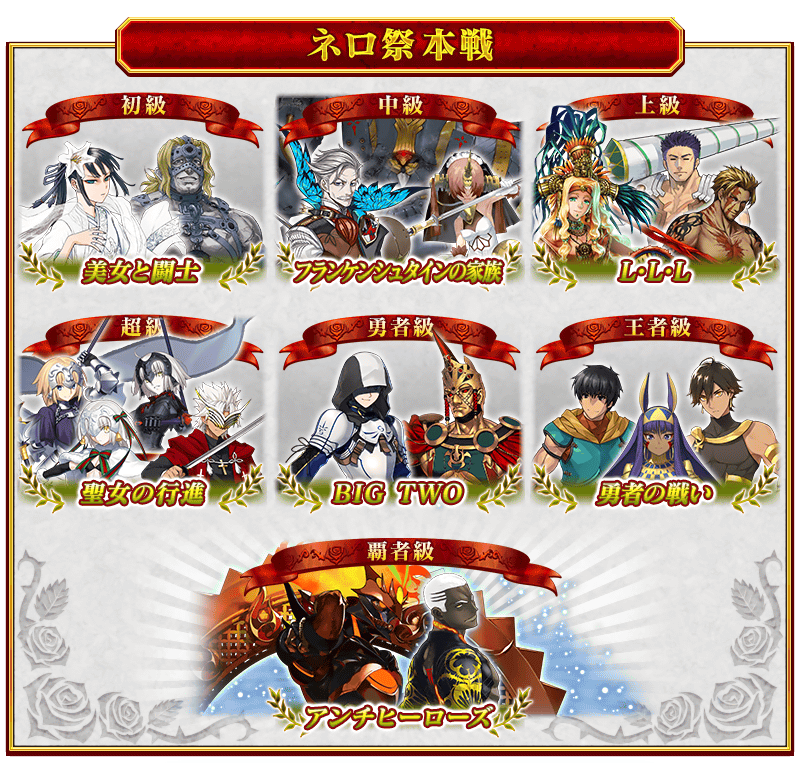 ネロ祭本戦
初級
美女と闘士
中級
フランケンシュタインの家族
上級
L・L・L
超級
聖女の行進
勇者級
BIG TWO
王者級
勇者の戦い
覇者級
アンチヒーローズ